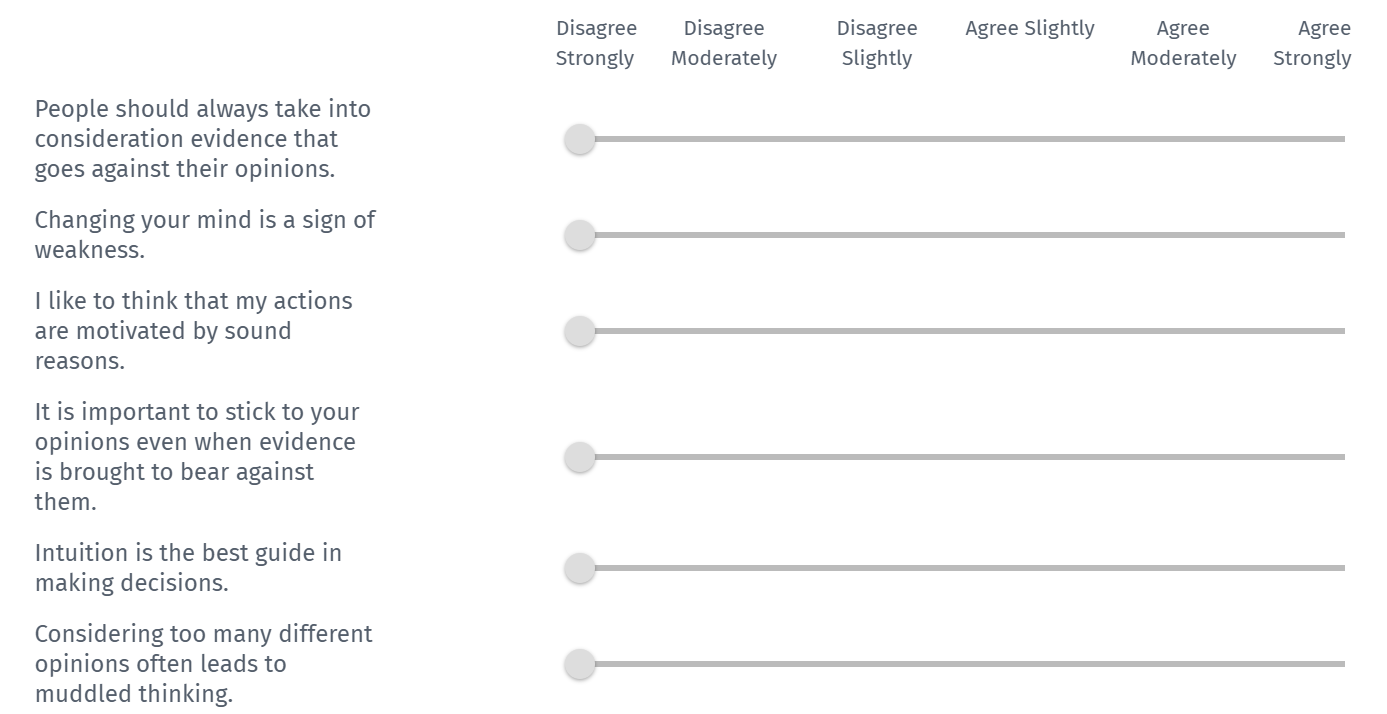 Disagree Strongly
Disagree Moderately
Disagree Slightly
Agree Slightly
Agree Moderately
Agree Strongly
People should always take into
consideration evidence that
goes against their opinions.
Changing your mind is a sign of
weakness.
I like to think that my actions
are motivated by sound
reasons.
It is important to stick to your
opinions even when evidence
is brought to bear against
them.
Intuition is the best guide in
making decisions.
Considering too many different
opinions often leads to
muddled thinking.